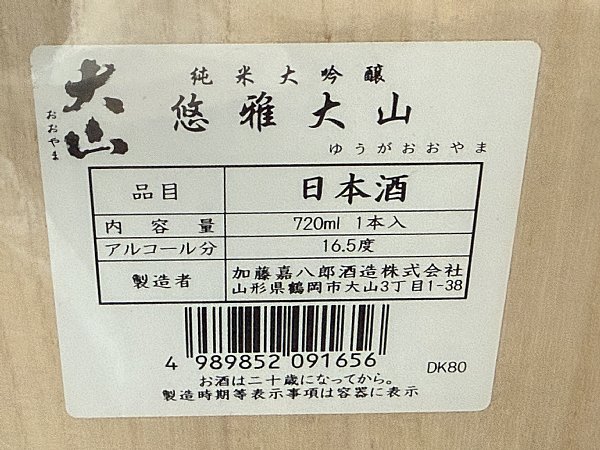 大山
おおやま
純米大吟醸
悠雅大山
ゆうがおおやま
品目 日本酒
内容量 720ml 1本入
アルコール分 16.5度
製造者 加藤嘉八郎酒造株式会社
山形県鶴岡市大山3丁目1-38
4 989852 091656
DK80
お酒は二十歳になってから。
製造時期等表示事項は容器に表示